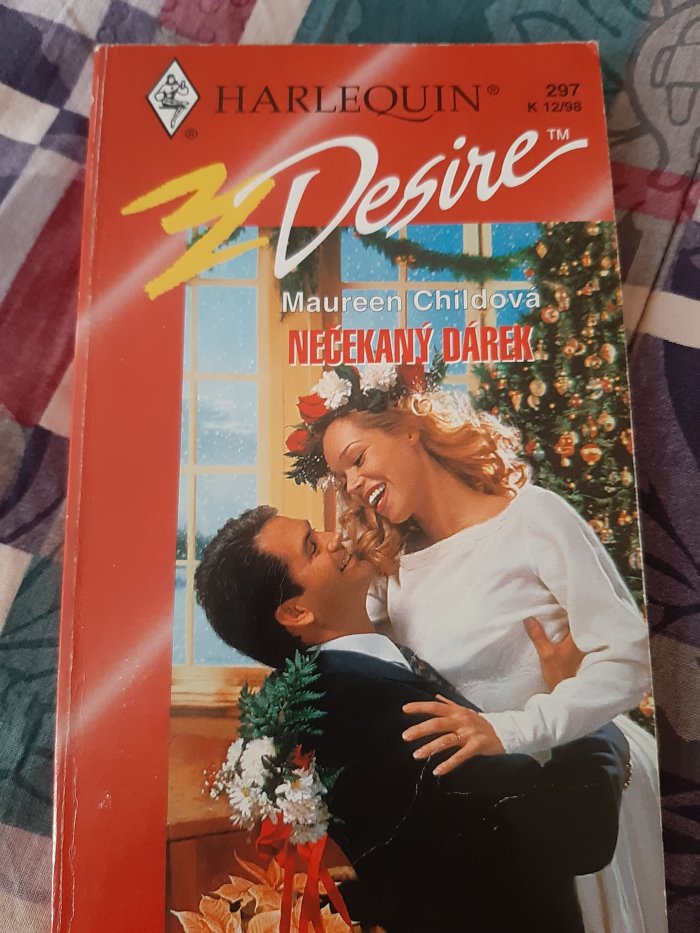 HARLEQUIN®
297
K 12/98
®
Desire™
Maureen Childová
NEČEKANÝ DÁREK